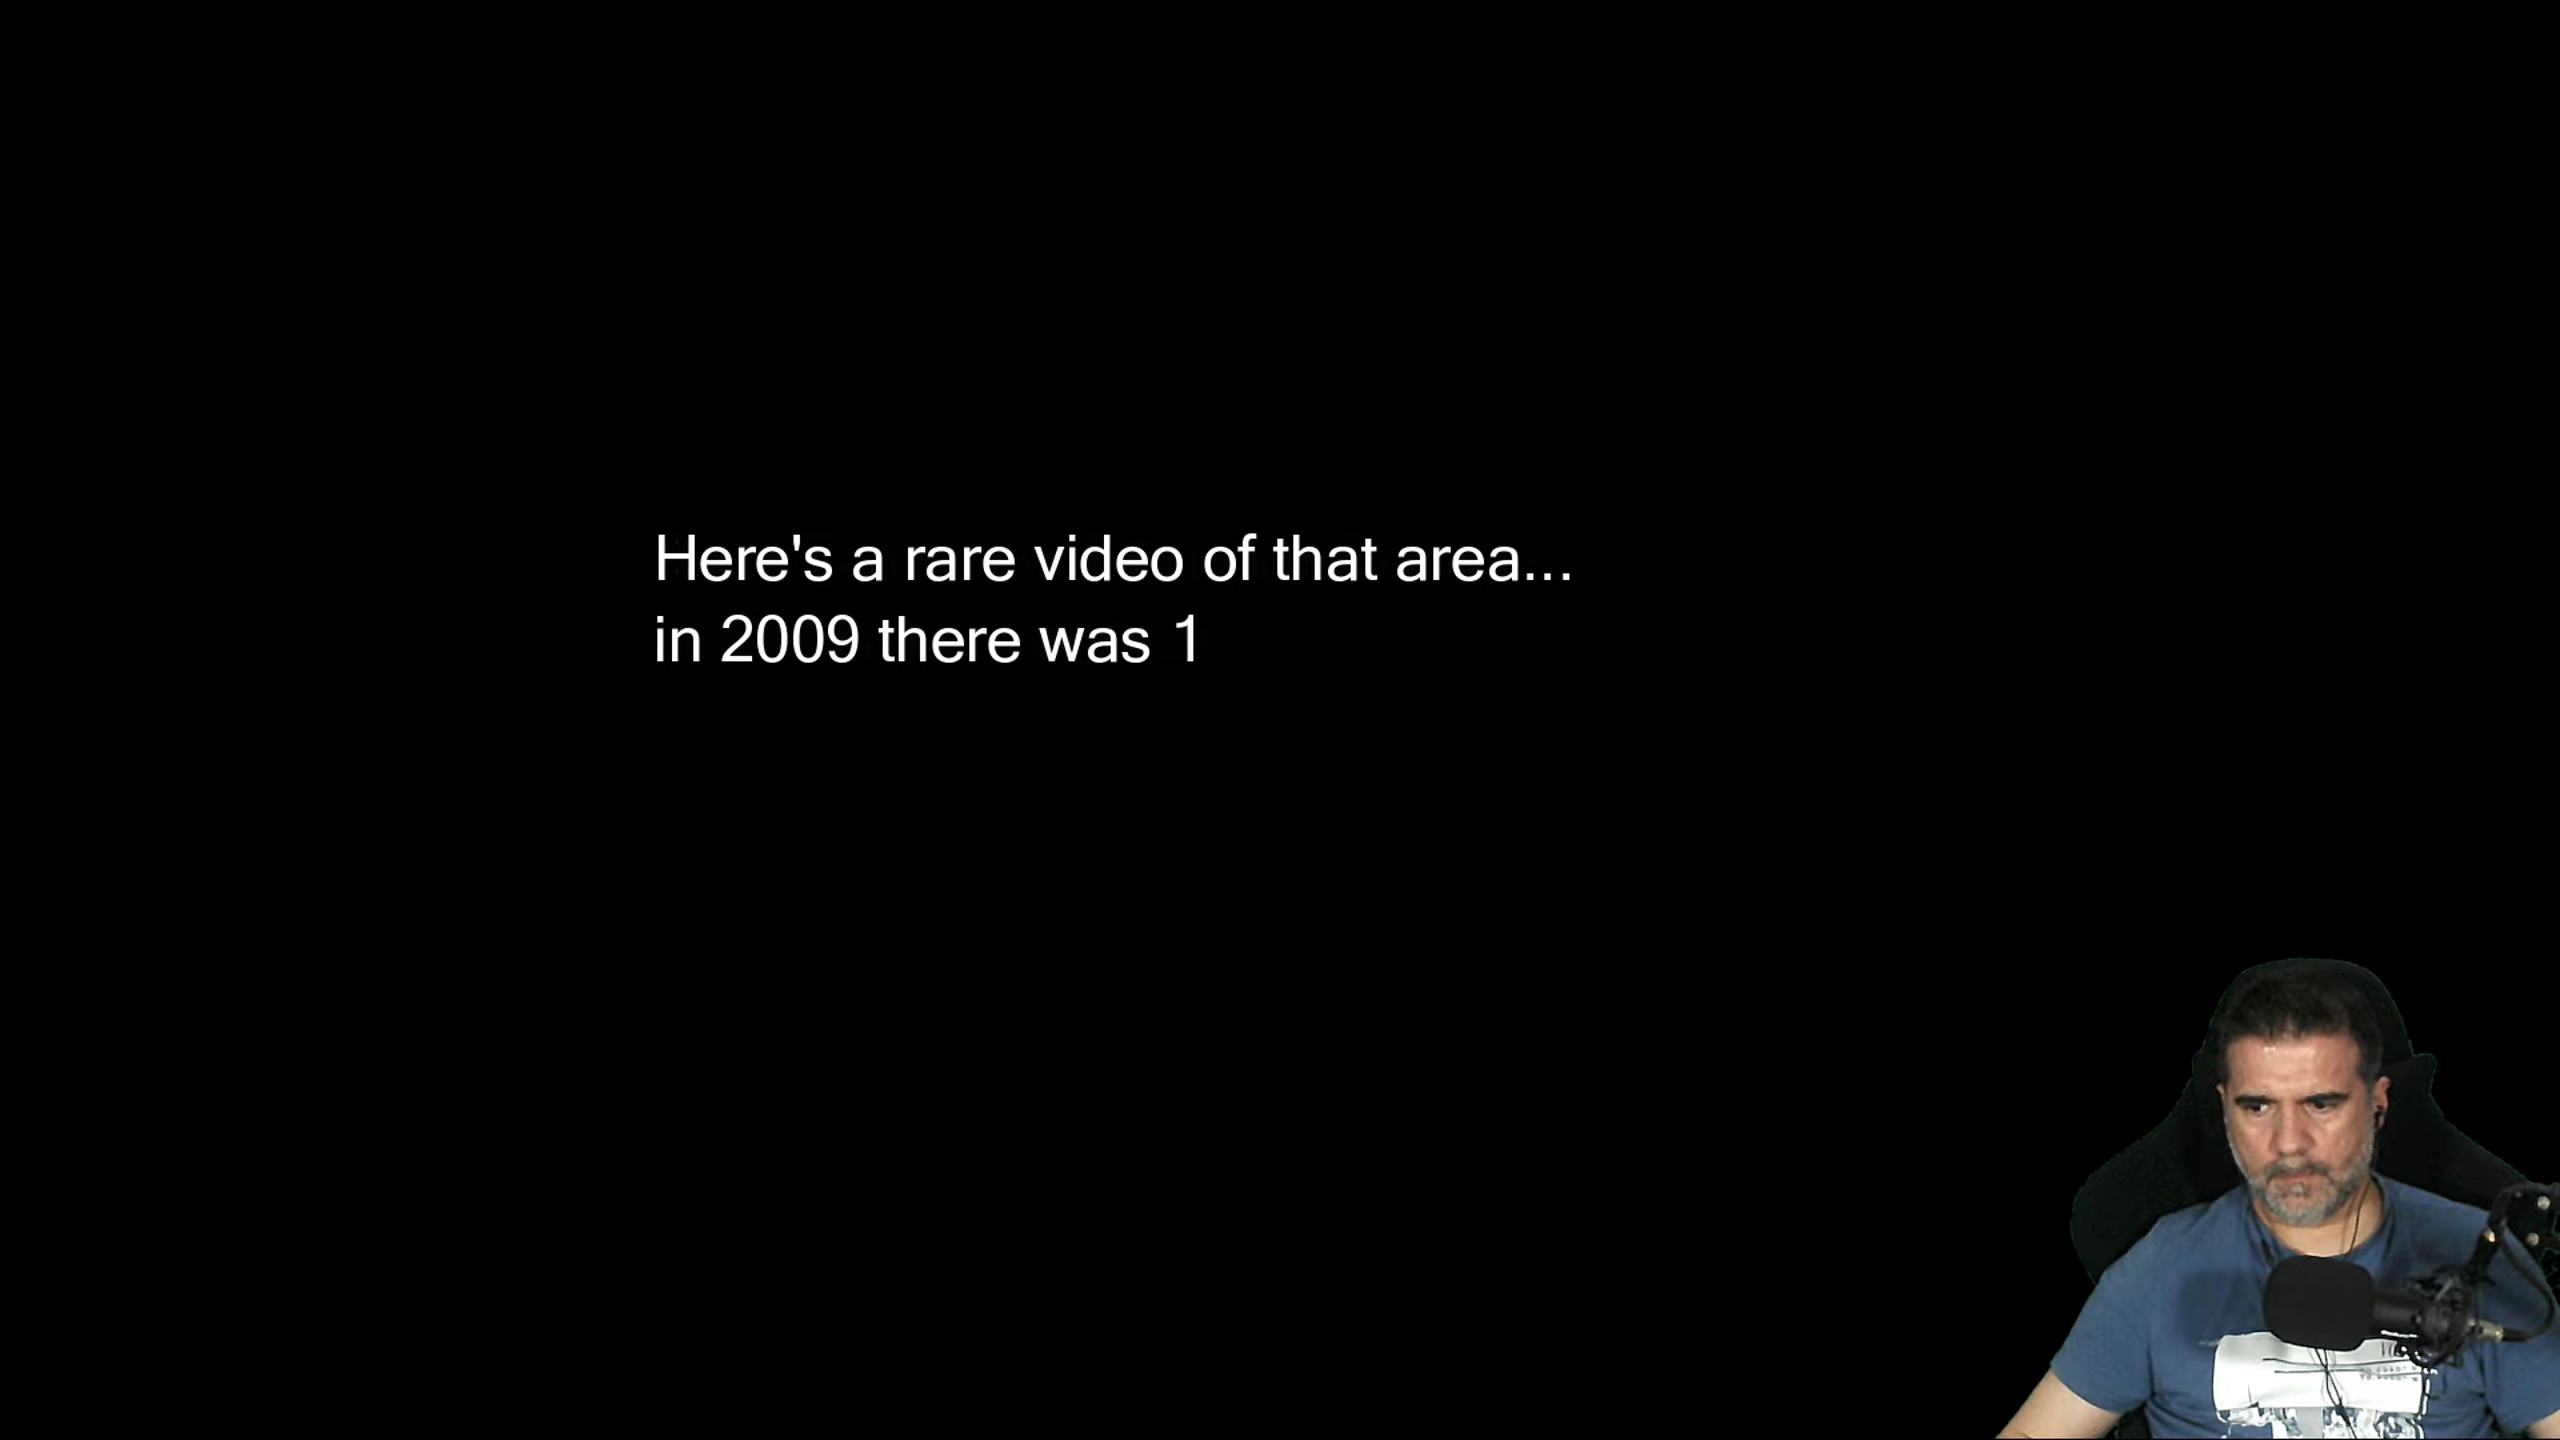 Here's a rare video of that area...
in 2009 there was 1